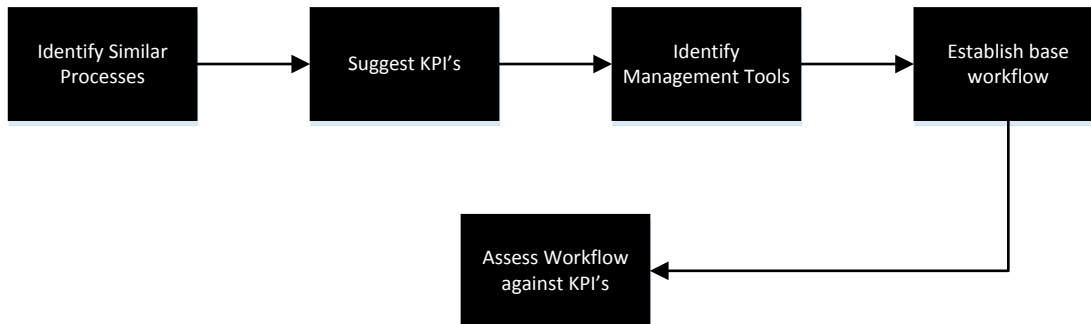 Identify Similar
Processes
Suggest KPI’s
Identify
Management Tools
Establish base
workflow
Assess Workflow
against KPI’s